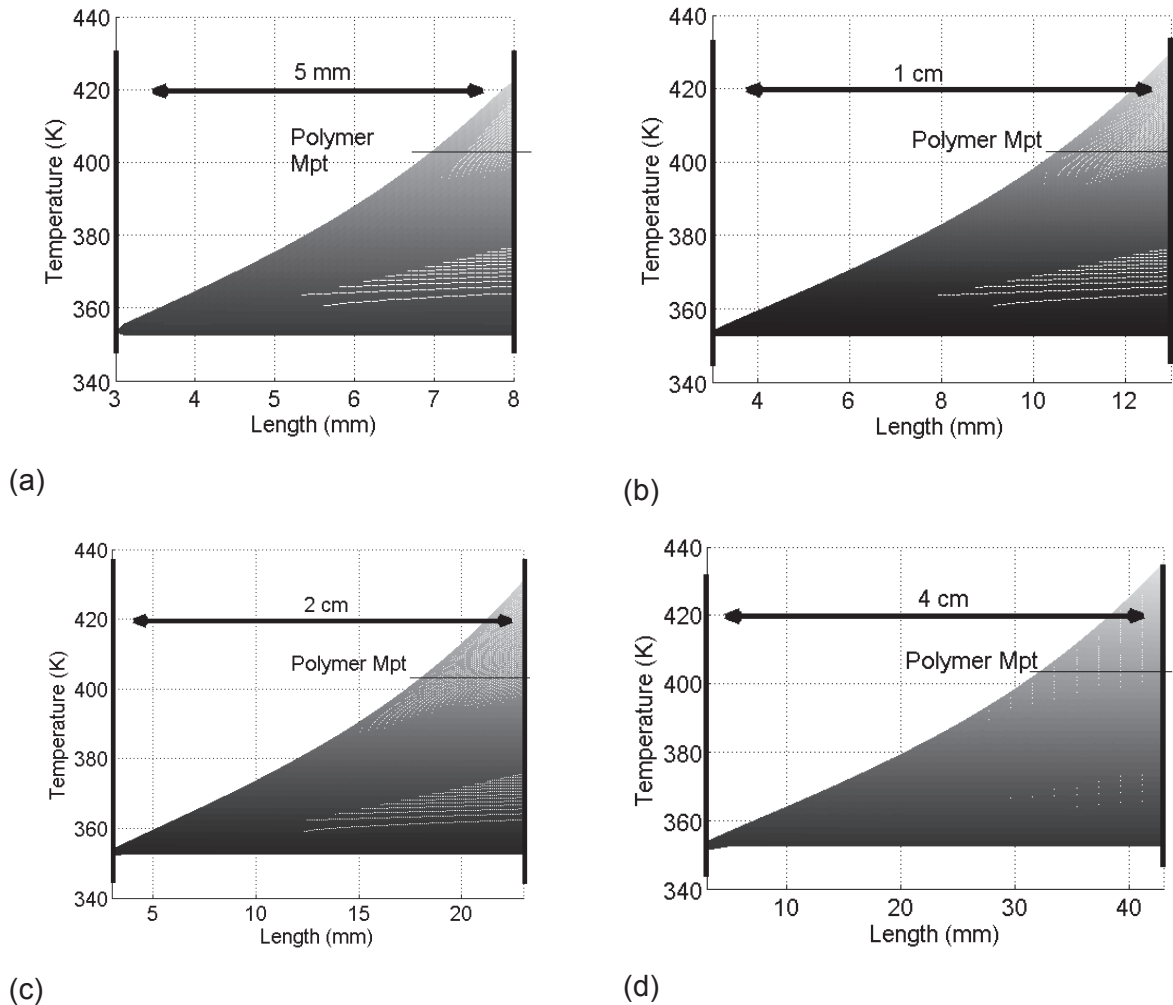 440
420
400
380
360
340
Temperature (K)
5 mm
Polymer
Mpt
3 4 5 6 7 8
Length (mm)
(a)
440
420
400
380
360
340
Temperature (K)
1 cm
Polymer Mpt
4 6 8 10 12
Length (mm)
(b)
440
420
400
380
360
340
Temperature (K)
2 cm
Polymer Mpt
5 10 15 20
Length (mm)
(c)
440
420
400
380
360
340
Temperature (K)
4 cm
Polymer Mpt
10 20 30 40
Length (mm)
(d)